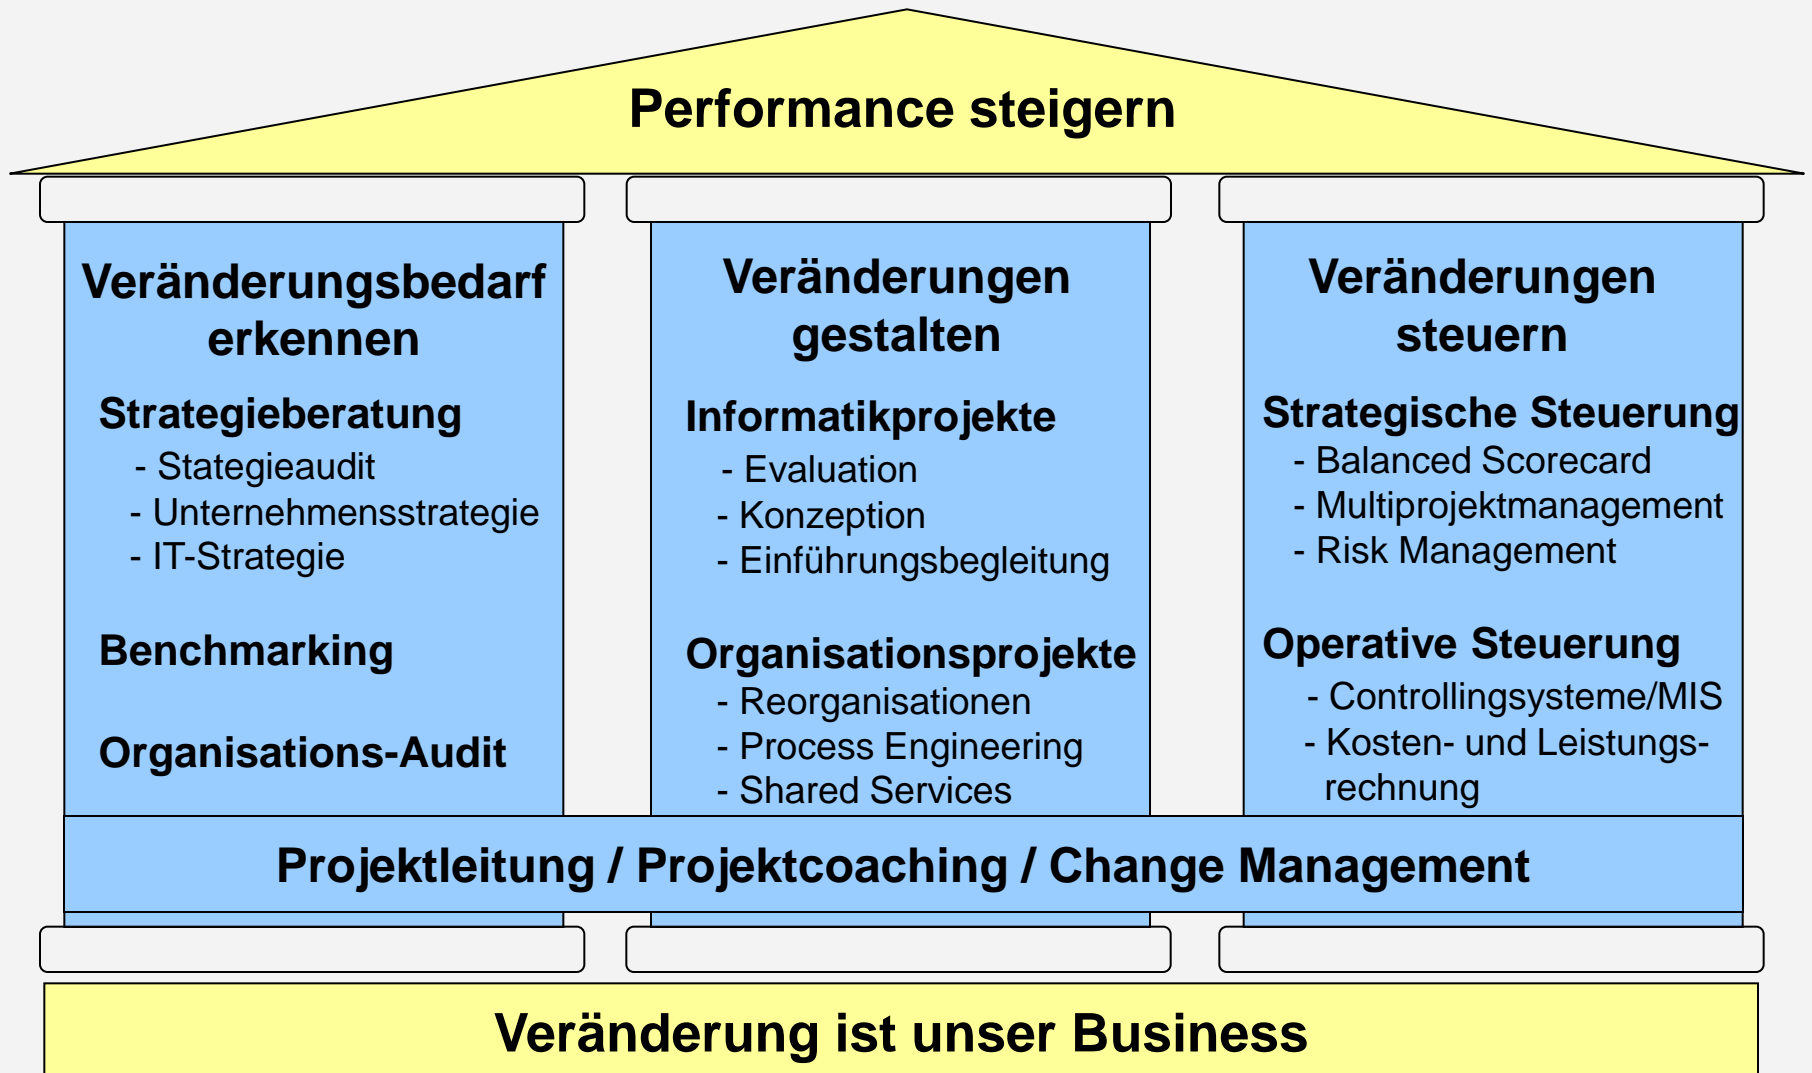 Performance steigern
Veränderungsbedarf
erkennen
Strategieberatung
- Stategieaudit
- Unternehmensstrategie
- IT-Strategie
Benchmarking
Organisations-Audit
Veränderungen
gestalten
Informatikprojekte
- Evaluation
- Konzeption
- Einführungsbegleitung
Organisationsprojekte
- Reorganisationen
- Process Engineering
- Shared Services
Veränderungen
steuern
Strategische Steuerung
- Balanced Scorecard
- Multiprojektmanagement
- Risk Management
Operative Steuerung
- Controllingsysteme/MIS
- Kosten- und Leistungs-
rechnung
Projektleitung / Projektcoaching / Change Management
Veränderung ist unser Business